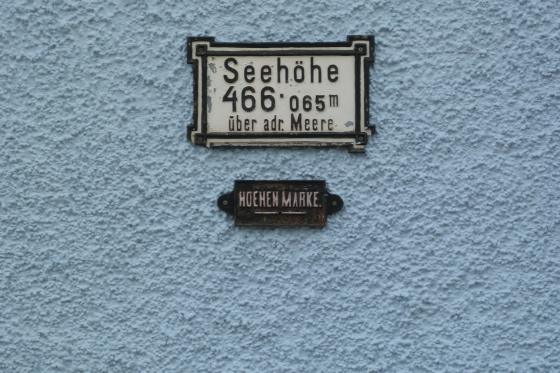 Seehöhe
466.065m
über adr. Meere
HOEHEN MARKE.